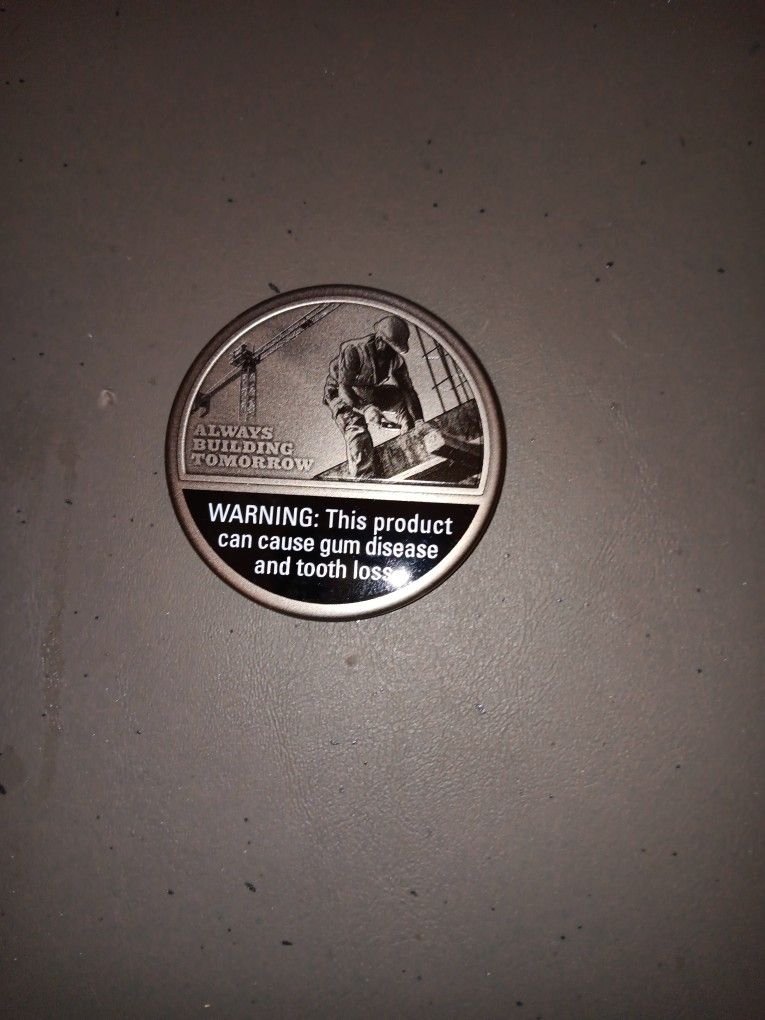 ALWAYS
BUILDING
TOMORROW
WARNING: This product
can cause gum disease
and tooth loss.